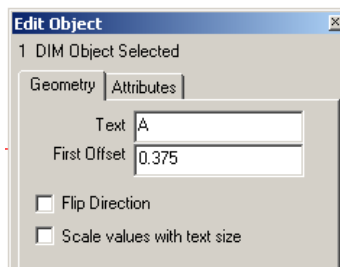 Edit Object
1 DIM Object Selected
Geometry Attributes
Text A
First Offset 0.375
Flip Direction
Scale values with text size